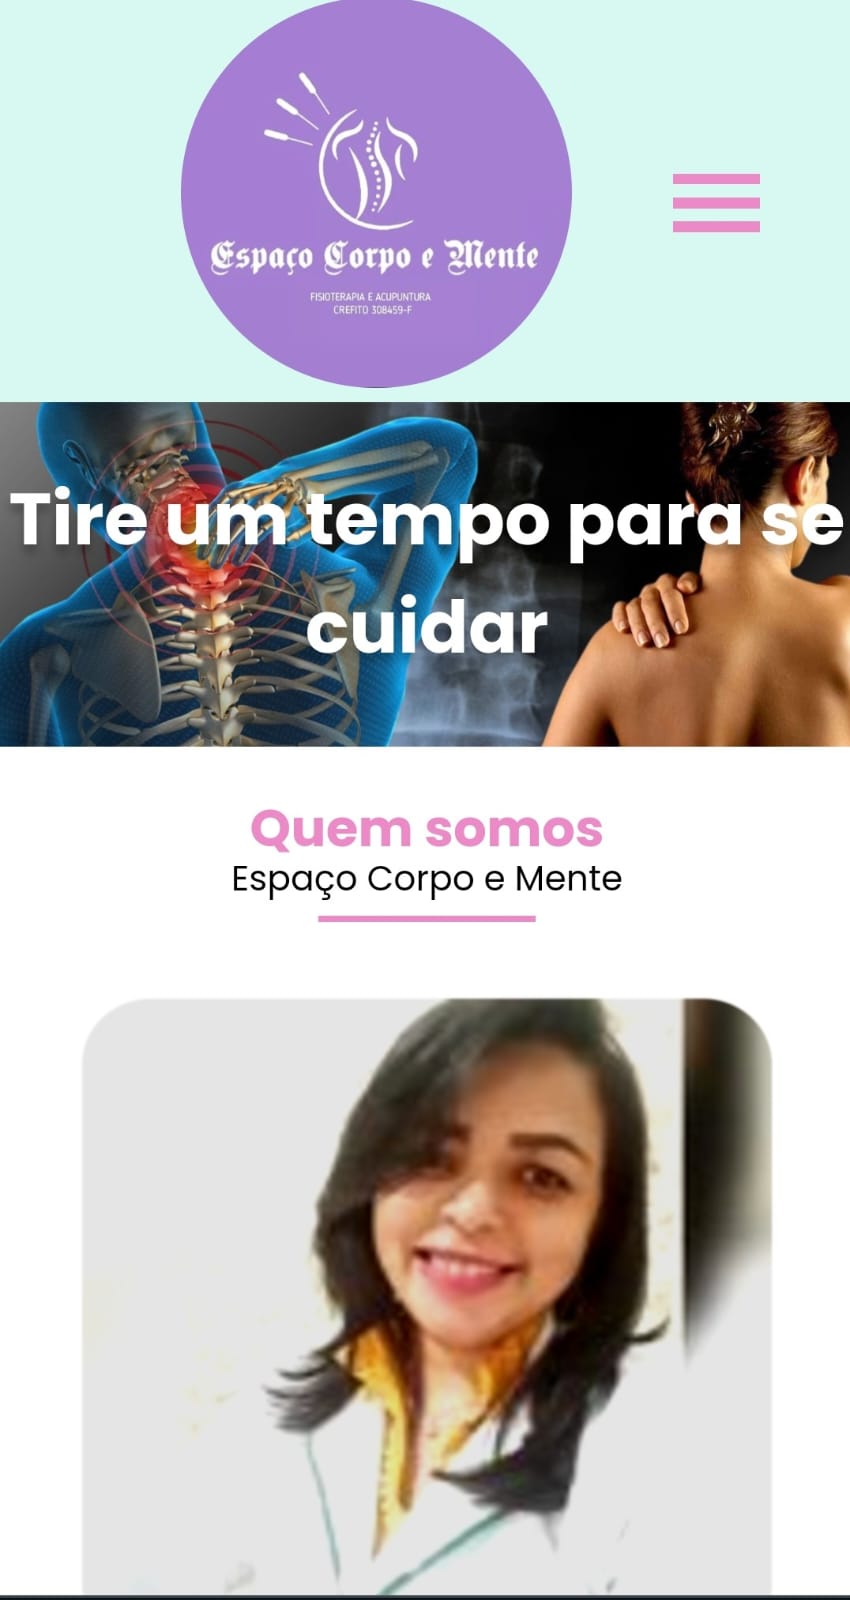 Espaço Corpo e Mente
FISIOTERAPIA E ACUPUNTURA
CREFITO 308459-F
Tire um tempo para se
cuidar
Quem somos
Espaço Corpo e Mente